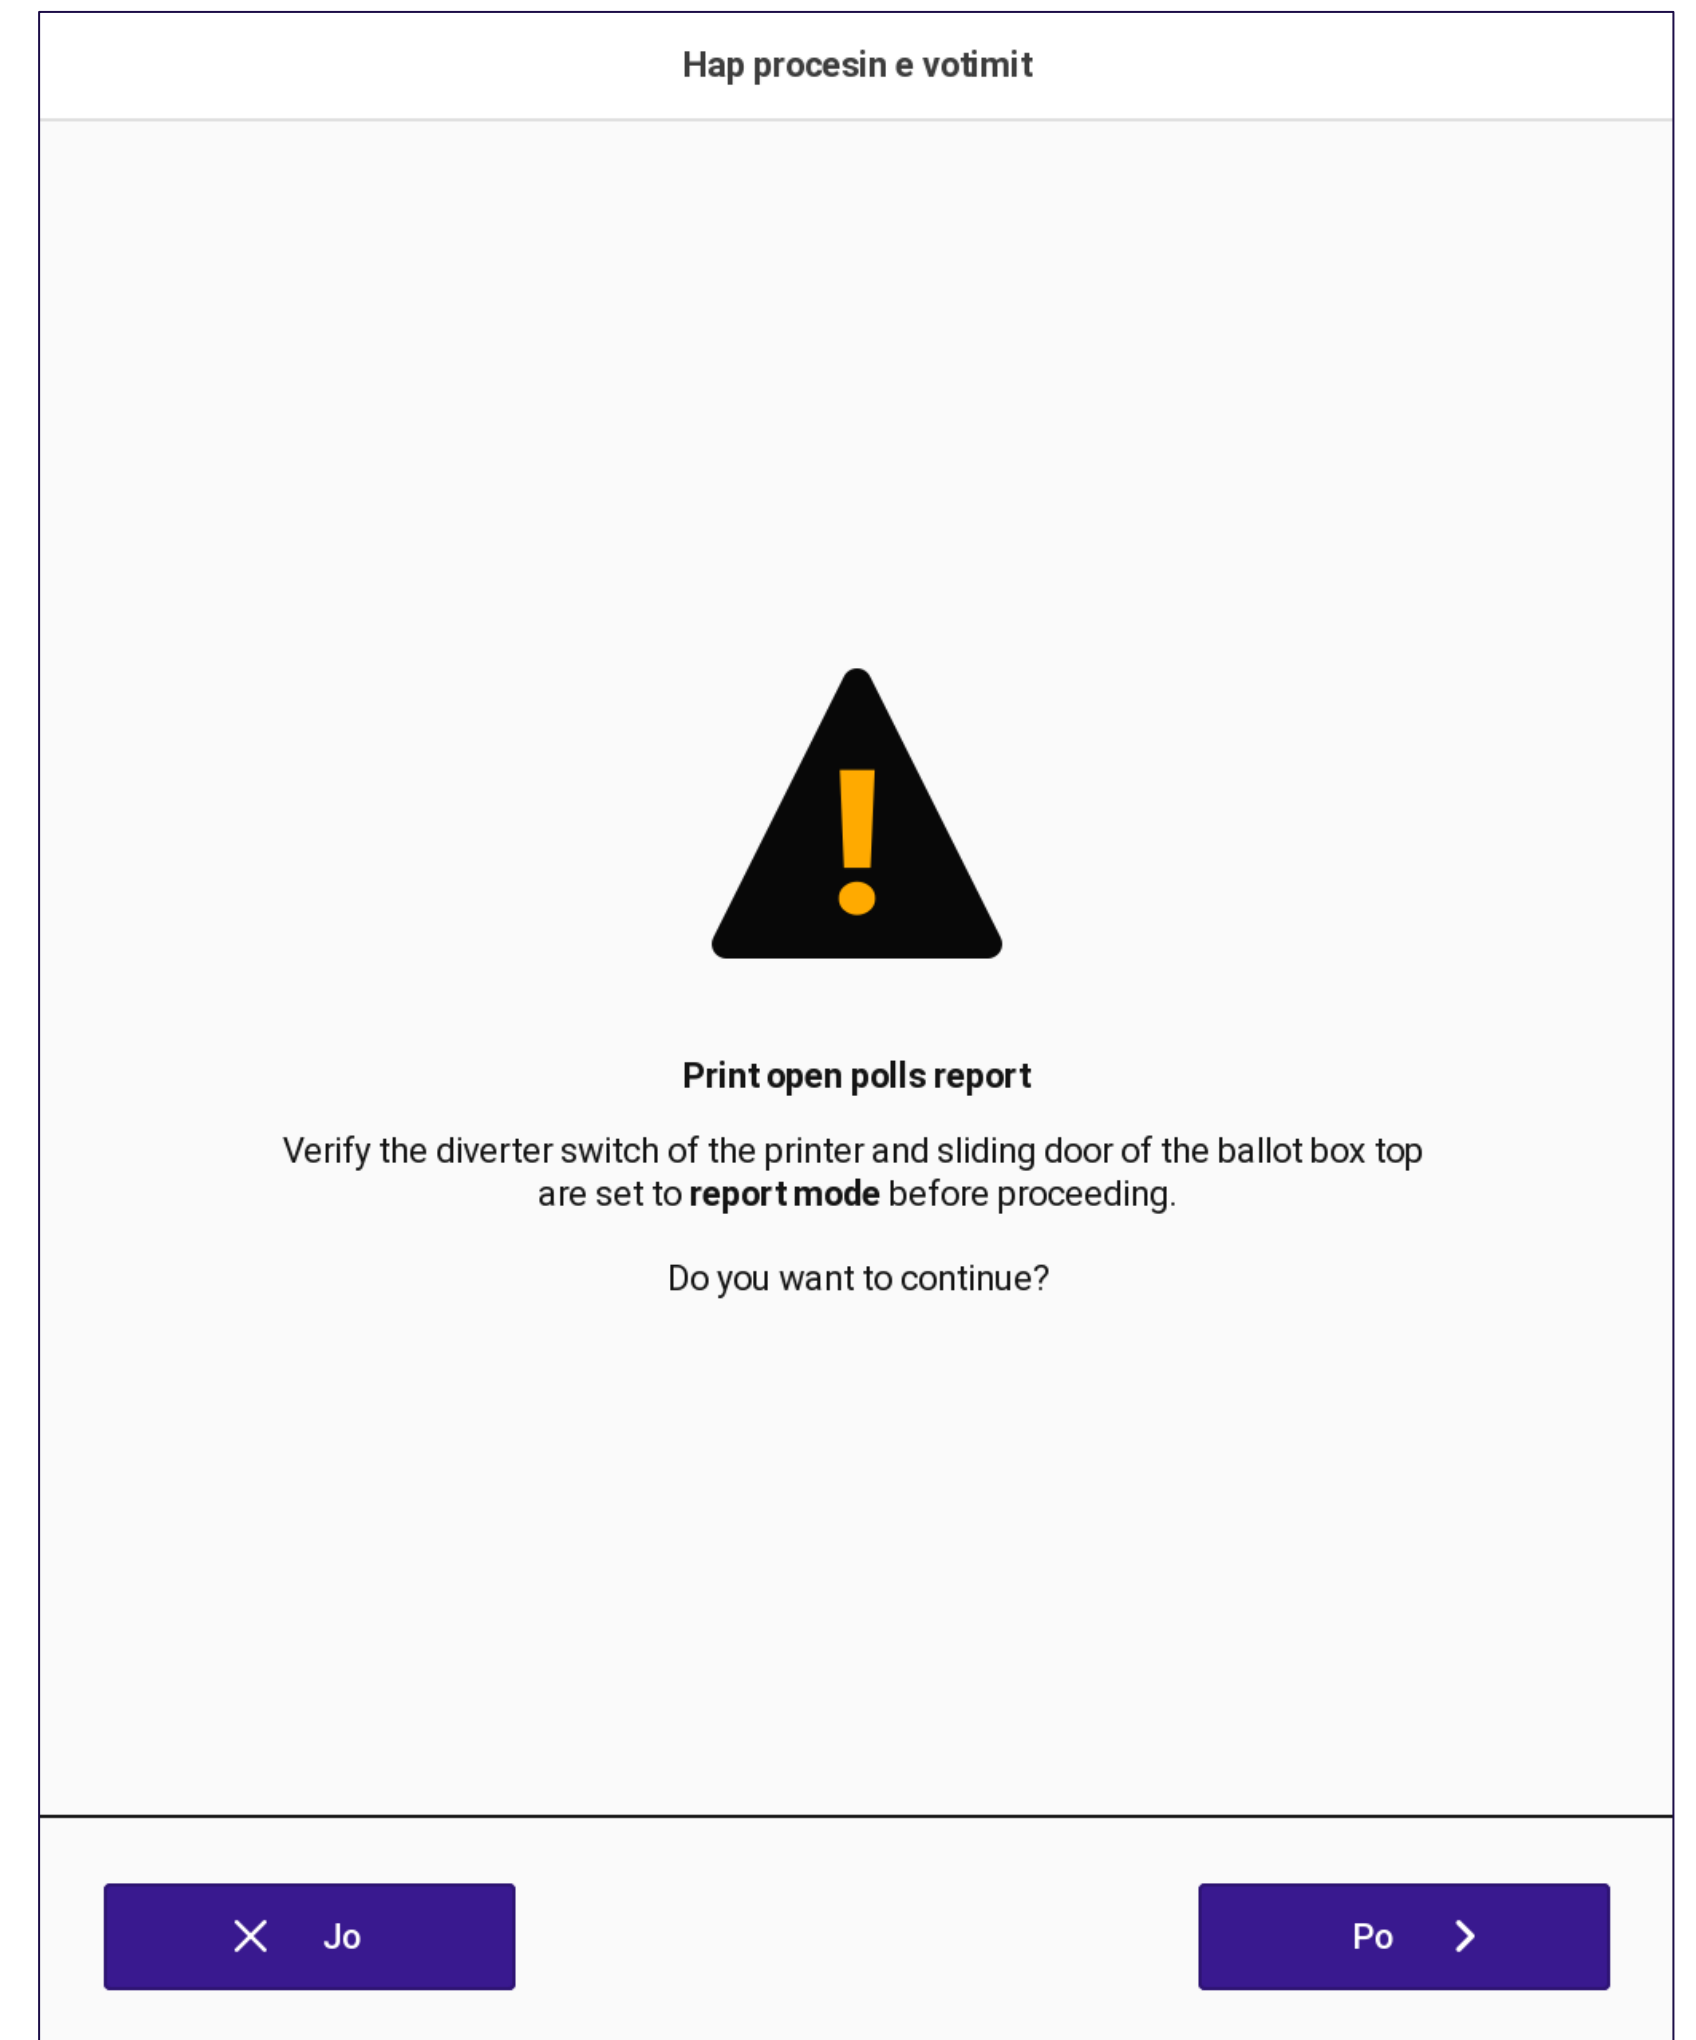 Hap procesin e votimit
Print open polls report
Verify the diverter switch of the printer and sliding door of the ballot box top
are set to report mode before proceeding.
Do you want to continue?
Jo
Po